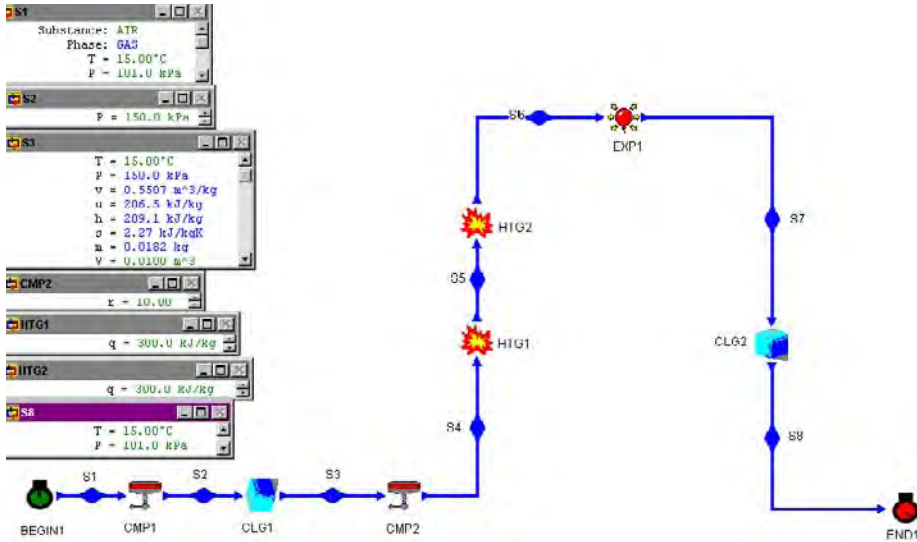 S1
Substance: AIR
Phase: GAS
T = 15.00°C
P = 101.0 kPa
S2
P = 150.0 kPa
S3
T = 15.00°C
P = 150.0 kPa
v = 0.5507 m^3/kg
u = 206.5 kJ/kg
h = 209.1 kJ/kg
s = 2.27 kJ/kgK
m = 0.0182 kg
V = 0.0100 m^3
CMP2
r = 10.00
HTG1
q = 300.0 kJ/kg
HTG2
q = 300.0 kJ/kg
S8
T = 15.00°C
P = 101.0 kPa
S6
EXP1
S7
HTG2
S5
HTG1
CLG2
S4
S8
S1
S2
S3
BEGIN1
CMP1
CLG1
CMP2
END1